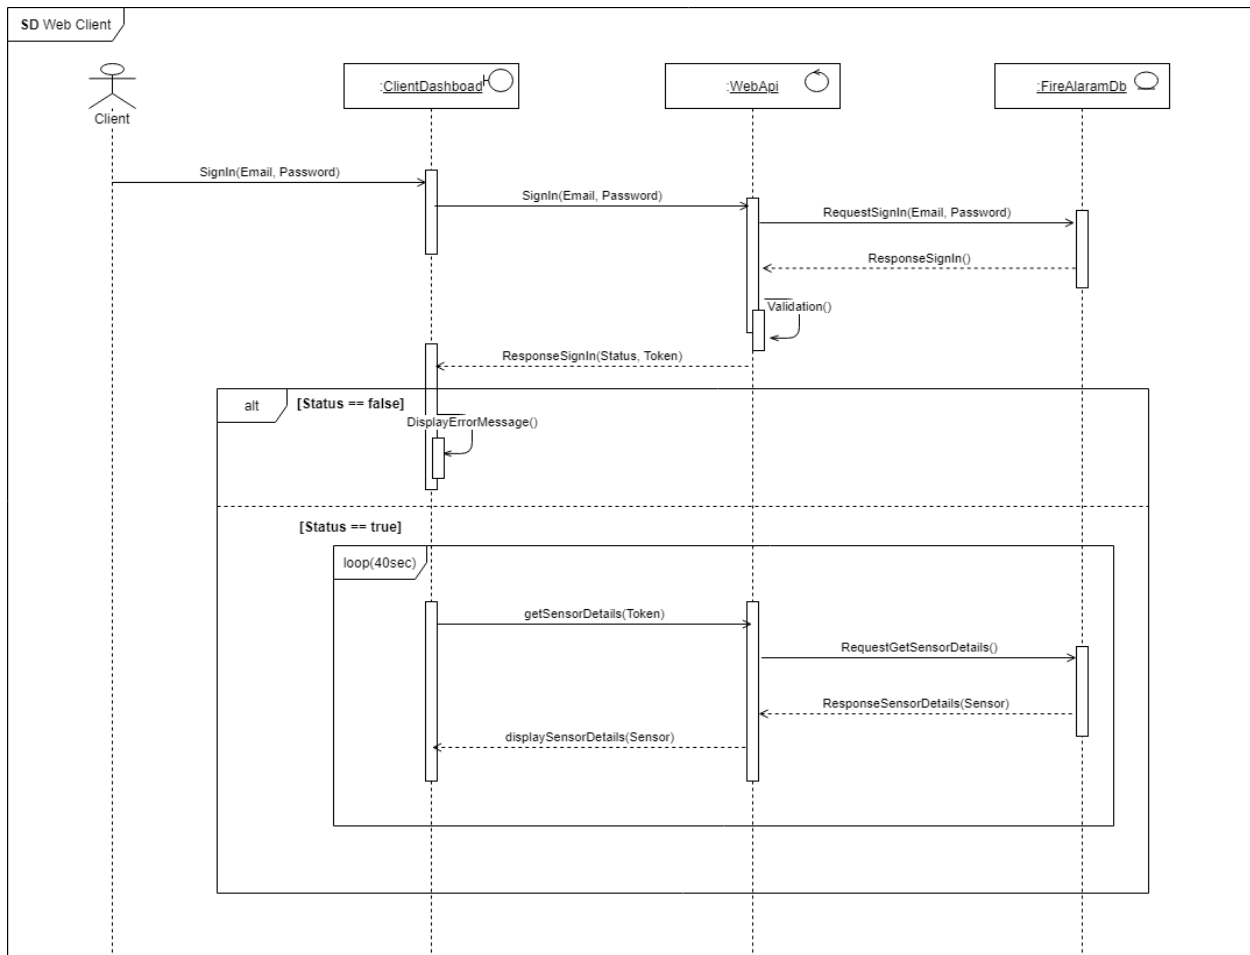 SD Web Client
:ClientDashboad
:WebApi
:FireAlaramDb
Client
SignIn(Email, Password)
SignIn(Email, Password)
RequestSignIn(Email, Password)
ResponseSignIn()
Validation()
ResponseSignIn(Status, Token)
alt
[Status == false]
DisplayErrorMessage()
[Status == true]
loop(40sec)
getSensorDetails(Token)
RequestGetSensorDetails()
ResponseSensorDetails(Sensor)
displaySensorDetails(Sensor)